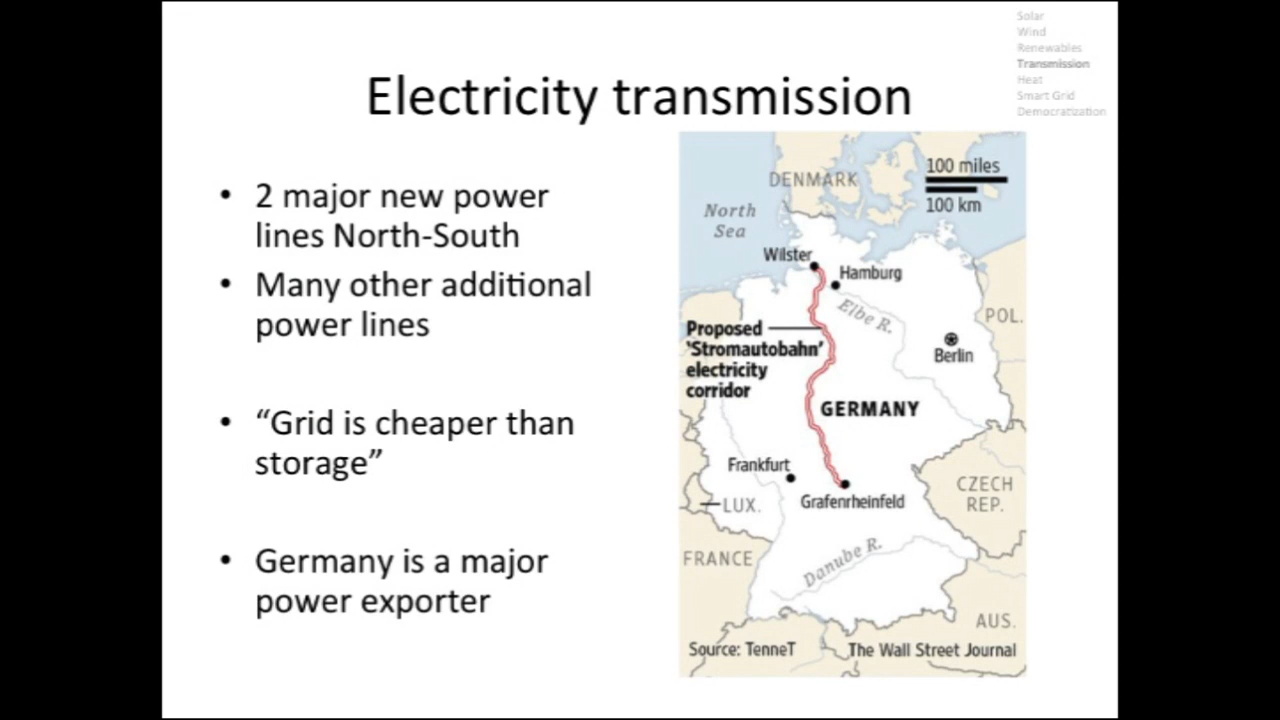 Solar
Wind
Renewables
Transmission
Heat
Smart Grid
Democratization
Electricity transmission
• 2 major new power
lines North-South
• Many other additional
power lines
• “Grid is cheaper than
storage”
• Germany is a major
power exporter
100 miles
100 km
DENMARK
North
Sea
Wilster
Hamburg
Elbe R.
POL.
Proposed
'Stromautobahn'
electricity
corridor
Berlin
GERMANY
Frankfurt
Grafenrheinfeld
CZECH
REP.
LUX.
FRANCE
Danube R.
AUS.
Source: TenneT
The Wall Street Journal